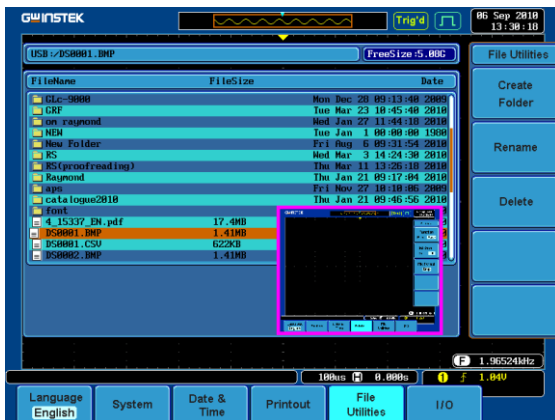 GWINSTEK
Trig'd
06 Sep 2010
13:30:18
USB:/DS0001.BMP
FreeSize:5.08G
File Utilities
FileName FileSize Date
GLc-9000 Mon Dec 28 09:13:40 2009
GRF Tue Mar 23 10:45:40 2010
om raymond Wed Jan 27 11:44:18 2010
NEW Tue Jan 1 00:00:00 1980
New Folder Fri Aug 6 09:31:54 2010
RS Wed Mar 3 14:24:30 2010
RS(proofreading) Thu Mar 11 13:26:18 2010
Raymond Thu Jan 21 09:17:04 2010
aps Fri Nov 27 10:10:06 2009
catalogue2010 Thu Jan 21 09:46:56 2010
font
4_15337_EN.pdf 17.4MB
DS0001.BMP 1.41MB
DS0001.CSV 622KB
DS0002.BMP 1.41MB
Create
Folder
Rename
Delete
F 1.96524kHz
100us H 0.000s
1 1.04V
Language
English
System
Date &
Time
Printout
File
Utilities
I/O